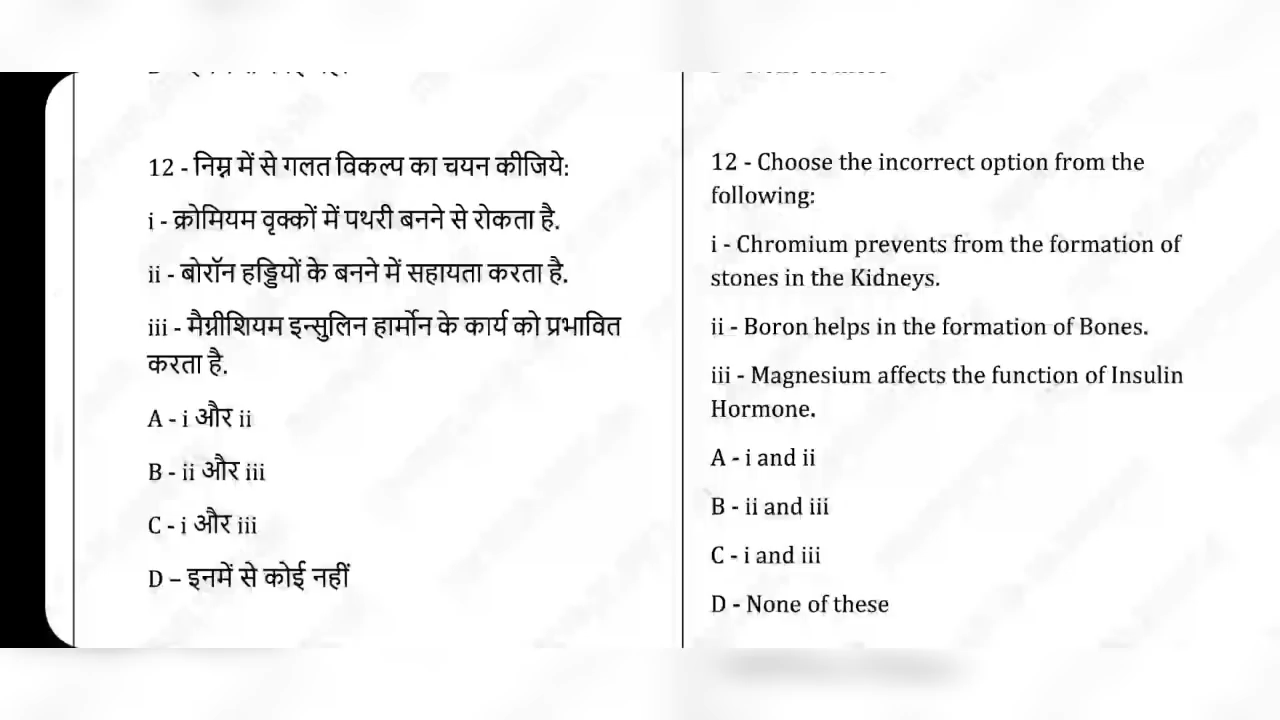 12 - निम्न में से गलत विकल्प का चयन कीजिये:
i - क्रोमियम वृक्कों में पथरी बनने से रोकता है.
ii - बोरॉन हड्डियों के बनने में सहायता करता है.
iii - मैग्नीशियम इन्सुलिन हार्मोन के कार्य को प्रभावित
करता है.
A - i और ii
B - ii और iii
C - i और iii
D – इनमें से कोई नहीं
12 - Choose the incorrect option from the
following:
i - Chromium prevents from the formation of
stones in the Kidneys.
ii - Boron helps in the formation of Bones.
iii - Magnesium affects the function of Insulin
Hormone.
A - i and ii
B - ii and iii
C - i and iii
D - None of these